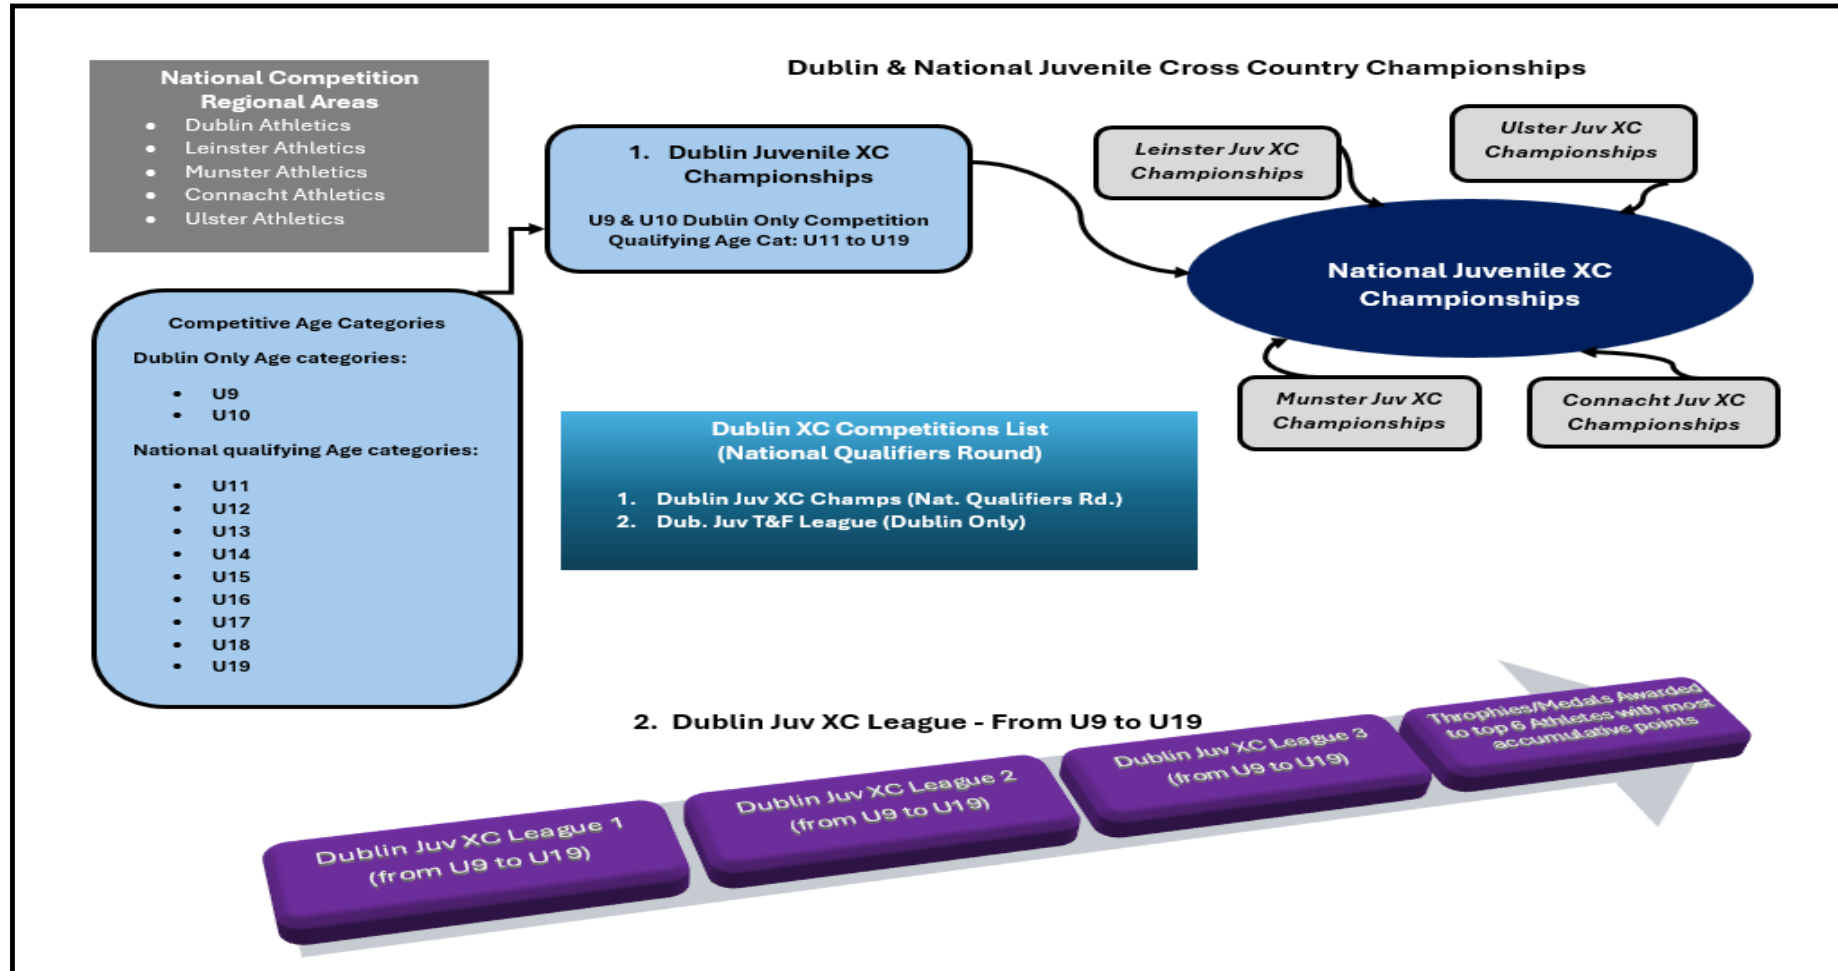 Dublin & National Juvenile Cross Country Championships
National Competition
Regional Areas
● Dublin Athletics
● Leinster Athletics
● Munster Athletics
● Connacht Athletics
● Ulster Athletics
1. Dublin Juvenile XC
Championships
U9 & U10 Dublin Only Competition
Qualifying Age Cat: U11 to U19
Leinster Juv XC
Championships
Ulster Juv XC
Championships
National Juvenile XC
Championships
Munster Juv XC
Championships
Connacht Juv XC
Championships
Competitive Age Categories
Dublin Only Age categories:
• U9
• U10
National qualifying Age categories:
• U11
• U12
• U13
• U14
• U15
• U16
• U17
• U18
• U19
Dublin XC Competitions List
(National Qualifiers Round)
1. Dublin Juv XC Champs (Nat. Qualifiers Rd.)
2. Dub. Juv T&F League (Dublin Only)
2. Dublin Juv XC League - From U9 to U19
Dublin Juv XC League 1
(from U9 to U19)
Dublin Juv XC League 2
(from U9 to U19)
Dublin Juv XC League 3
(from U9 to U19)
Throphies/Medals Awarded
to top 6 Athletes with most
accumulative points